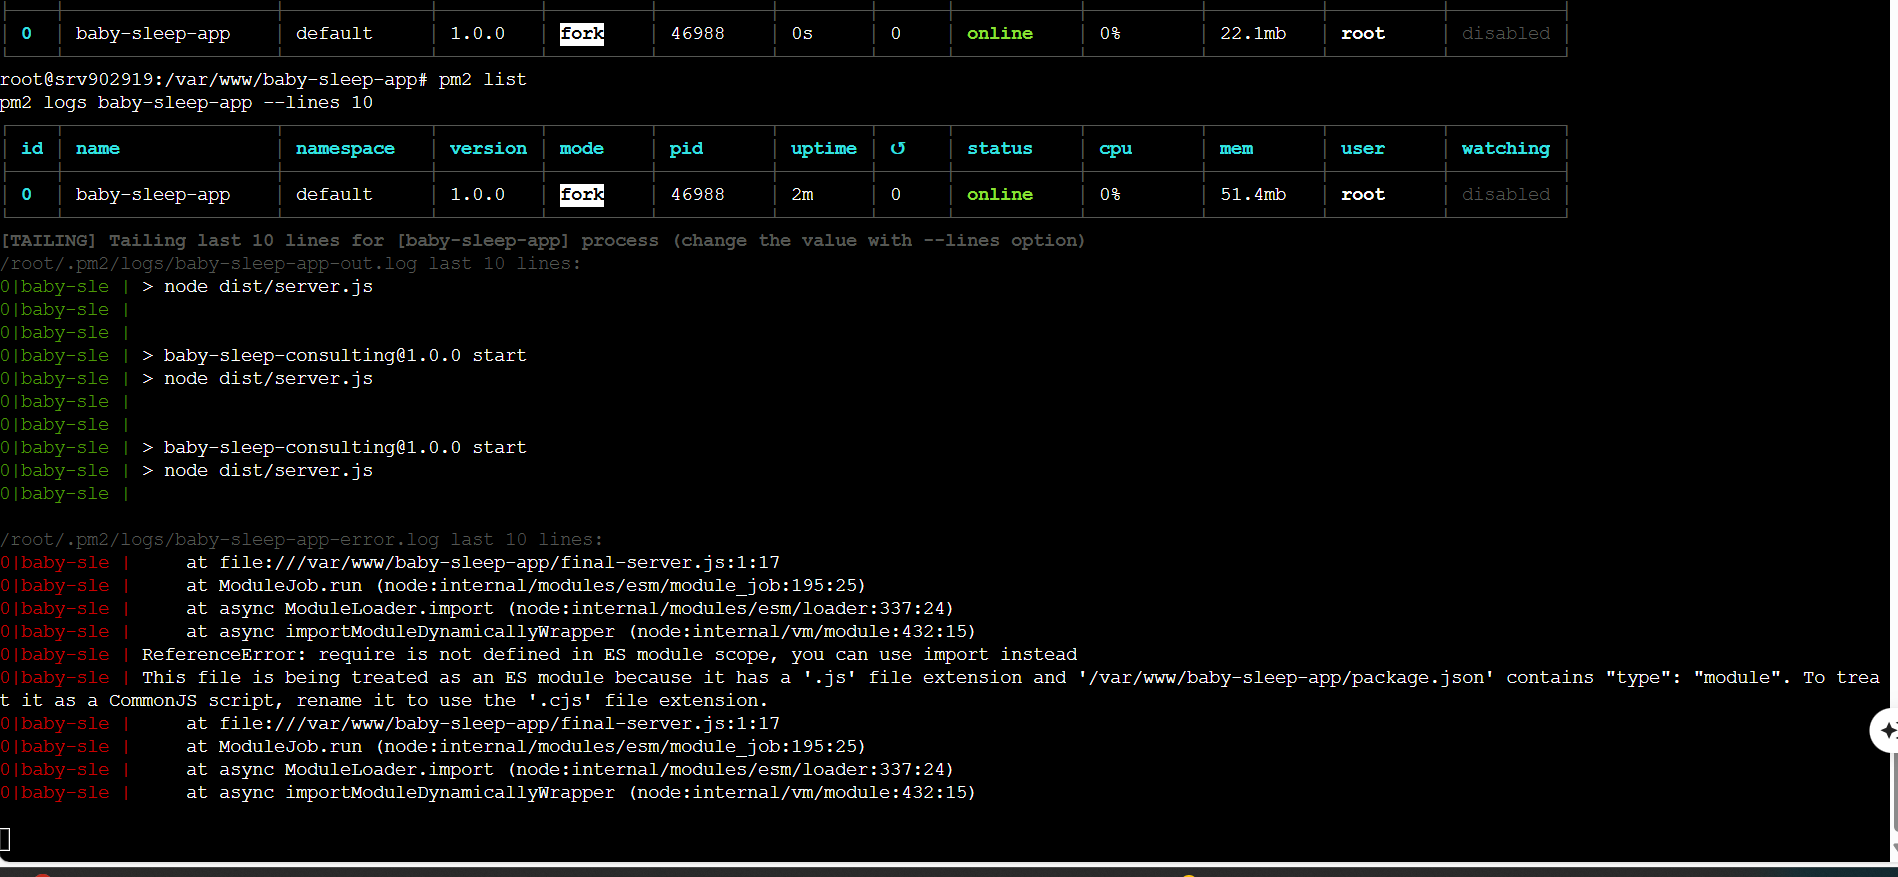 0 baby-sleep-app default 1.0.0 fork 46988 0s 0 online 0% 22.1mb root disabled
root@srv902919:/var/www/baby-sleep-app# pm2 list
pm2 logs baby-sleep-app --lines 10
id name namespace version mode pid uptime ↺ status cpu mem user watching
0 baby-sleep-app default 1.0.0 fork 46988 2m 0 online 0% 51.4mb root disabled
[TAILING] Tailing last 10 lines for [baby-sleep-app] process (change the value with --lines option)
/root/.pm2/logs/baby-sleep-app-out.log last 10 lines:
0|baby-sle | > node dist/server.js
0|baby-sle |
0|baby-sle |
0|baby-sle | > baby-sleep-consulting@1.0.0 start
0|baby-sle | > node dist/server.js
0|baby-sle |
0|baby-sle |
0|baby-sle | > baby-sleep-consulting@1.0.0 start
0|baby-sle | > node dist/server.js
0|baby-sle |
/root/.pm2/logs/baby-sleep-app-error.log last 10 lines:
0|baby-sle |     at file:///var/www/baby-sleep-app/final-server.js:1:17
0|baby-sle |     at ModuleJob.run (node:internal/modules/esm/module_job:195:25)
0|baby-sle |     at async ModuleLoader.import (node:internal/modules/esm/loader:337:24)
0|baby-sle |     at async importModuleDynamicallyWrapper (node:internal/vm/module:432:15)
0|baby-sle | ReferenceError: require is not defined in ES module scope, you can use import instead
0|baby-sle | This file is being treated as an ES module because it has a '.js' file extension and '/var/www/baby-sleep-app/package.json' contains "type": "module". To trea
t it as a CommonJS script, rename it to use the '.cjs' file extension.
0|baby-sle |     at file:///var/www/baby-sleep-app/final-server.js:1:17
0|baby-sle |     at ModuleJob.run (node:internal/modules/esm/module_job:195:25)
0|baby-sle |     at async ModuleLoader.import (node:internal/modules/esm/loader:337:24)
0|baby-sle |     at async importModuleDynamicallyWrapper (node:internal/vm/module:432:15)